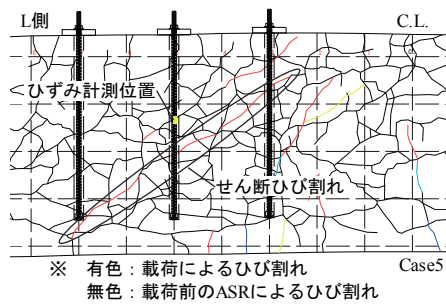 L側
C.L.
ひずみ計測位置
せん断ひび割れ
Case5
※ 有色：載荷によるひび割れ
無色：載荷前のASRによるひび割れ